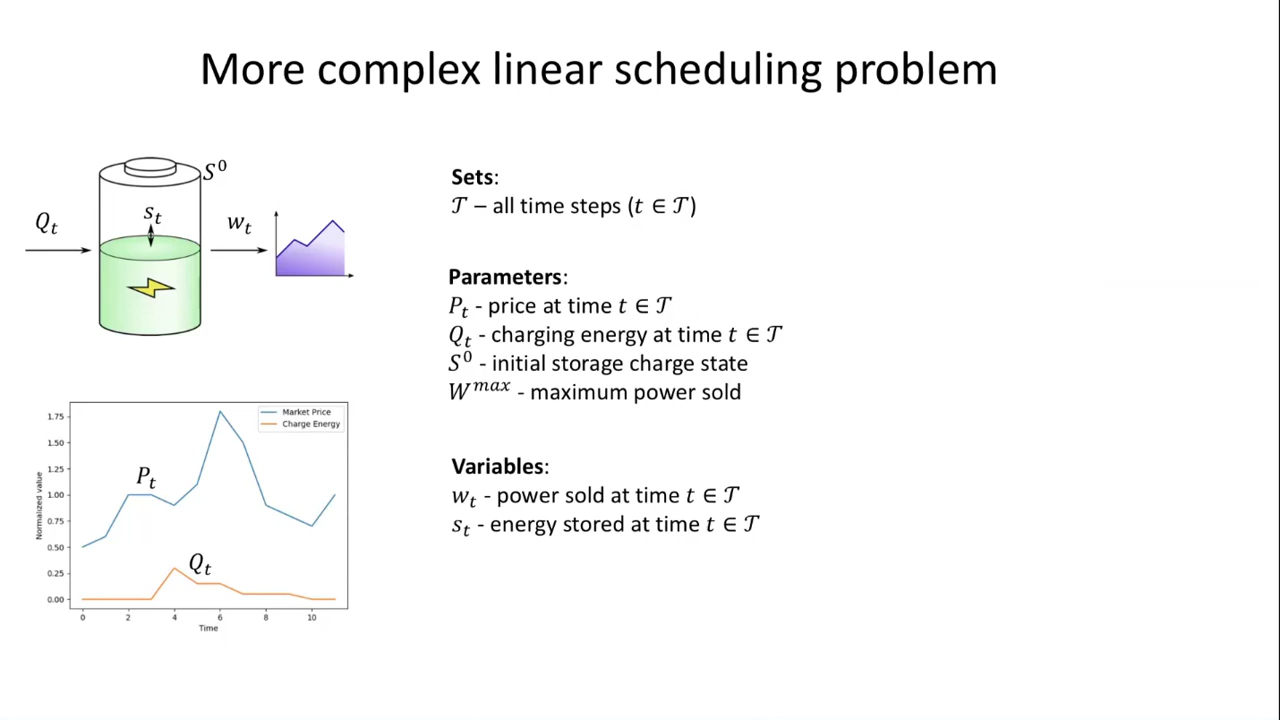 More complex linear scheduling problem
S⁰
Qₜ
sₜ
wₜ
Sets:
𝒯 – all time steps (t ∈ 𝒯)
Parameters:
Pₜ - price at time t ∈ 𝒯
Qₜ - charging energy at time t ∈ 𝒯
S⁰ - initial storage charge state
Wᵐᵃˣ - maximum power sold
Variables:
wₜ - power sold at time t ∈ 𝒯
sₜ - energy stored at time t ∈ 𝒯
Market Price
Charge Energy
Normalized value
1.75
1.50
1.25
1.00
0.75
0.50
0.25
0.00
Pₜ
Qₜ
0 2 4 6 8 10
Time